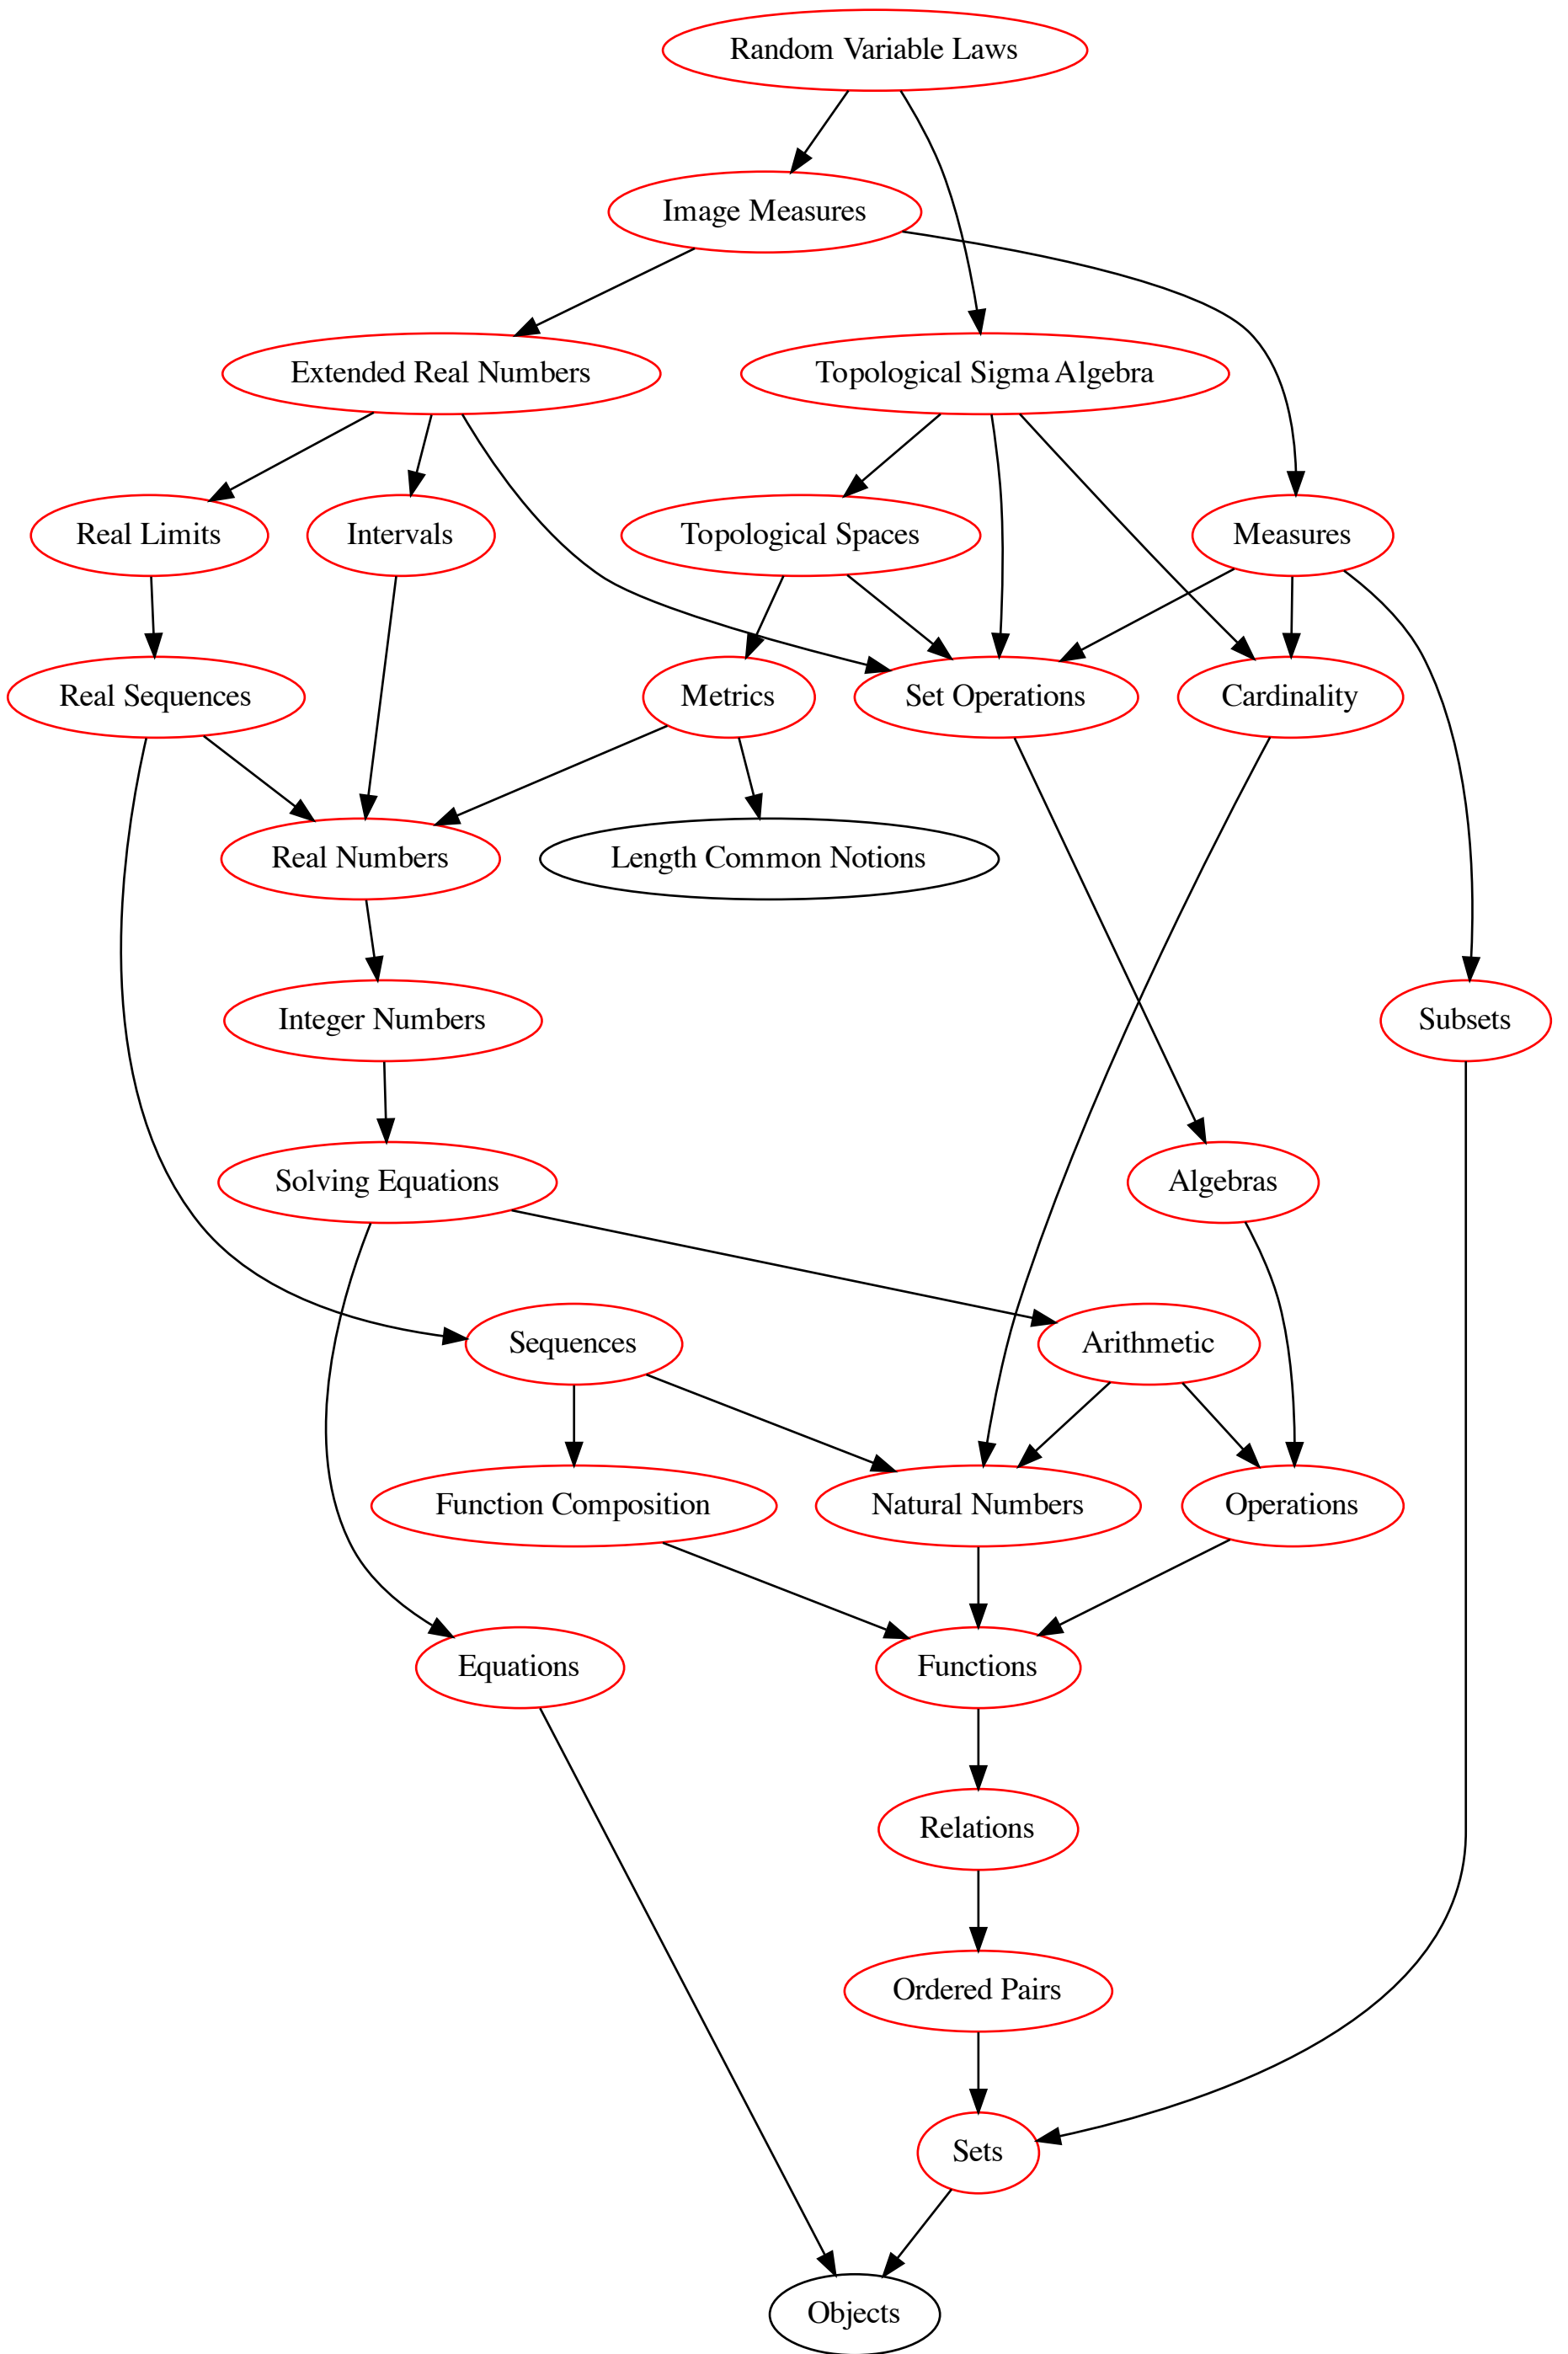 Random Variable Laws
Image Measures
Extended Real Numbers
Topological Sigma Algebra
Real Limits
Intervals
Topological Spaces
Measures
Real Sequences
Metrics
Set Operations
Cardinality
Real Numbers
Length Common Notions
Integer Numbers
Subsets
Solving Equations
Algebras
Sequences
Arithmetic
Function Composition
Natural Numbers
Operations
Equations
Functions
Relations
Ordered Pairs
Sets
Objects